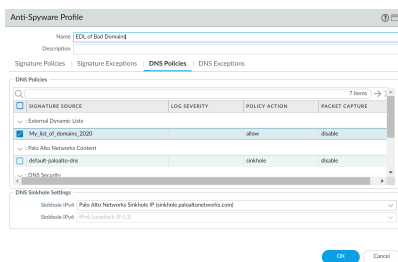 Anti-Spyware Profile
Name EDL of Bad Domains
Description
Signature Policies Signature Exceptions DNS Policies DNS Exceptions
DNS Policies
7 items
SIGNATURE SOURCE LOG SEVERITY POLICY ACTION PACKET CAPTURE
: External Dynamic Lists
My_list_of_domains_2020 allow disable
: Palo Alto Networks Content
default-paloalto-dns sinkhole disable
: DNS Security
DNS Sinkhole Settings
Sinkhole IPv4 Palo Alto Networks Sinkhole IP (sinkhole.paloaltonetworks.com)
Sinkhole IPv6 IPv6 Loopback IP (::1)
OK Cancel